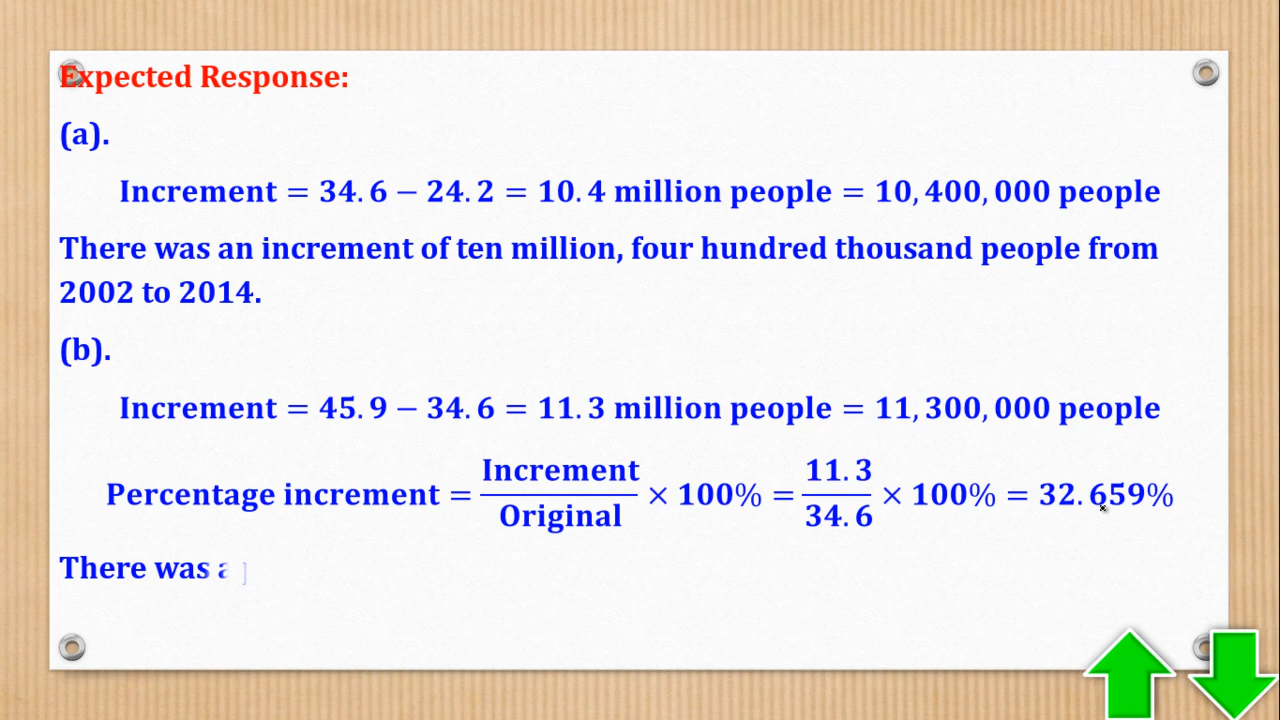 Expected Response:
(a).
Increment = 34.6 − 24.2 = 10.4 million people = 10,400,000 people
There was an increment of ten million, four hundred thousand people from
2002 to 2014.
(b).
Increment = 45.9 − 34.6 = 11.3 million people = 11,300,000 people
Percentage increment = Increment/Original × 100% = 11.3/34.6 × 100% = 32.659%
There was a